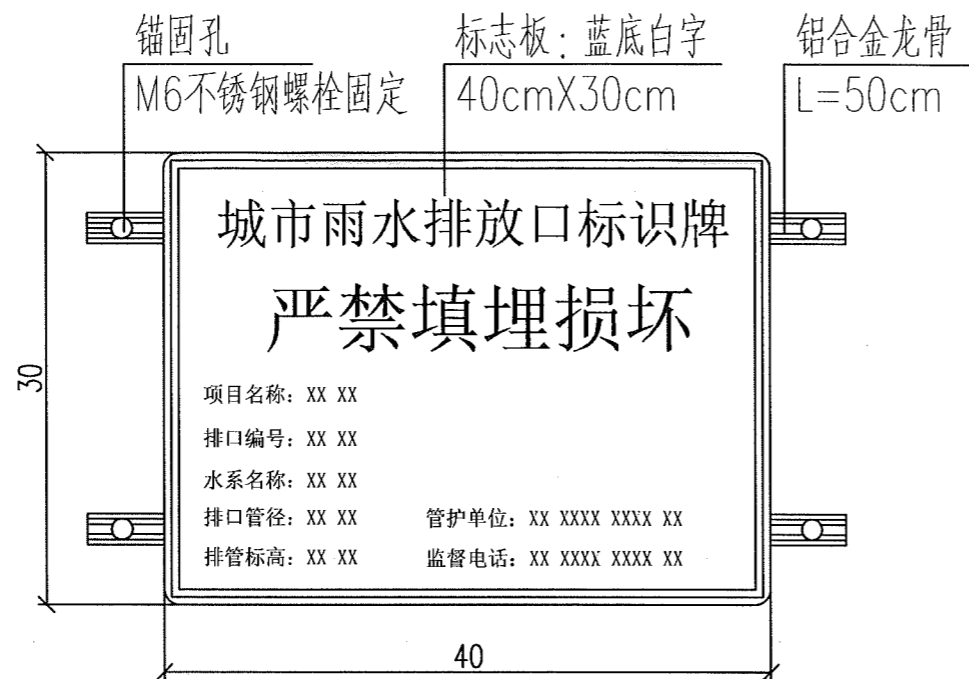 锚固孔
M6不锈钢螺栓固定
标志板：蓝底白字
40cmX30cm
铝合金龙骨
L=50cm
城市雨水排放口标识牌
严禁填埋损坏
30
项目名称：XX XX
排口编号：XX XX
水系名称：XX XX
排口管径：XX XX 管护单位：XX XXXX XXXX XX
排管标高：XX XX 监督电话：XX XXXX XXXX XX
40